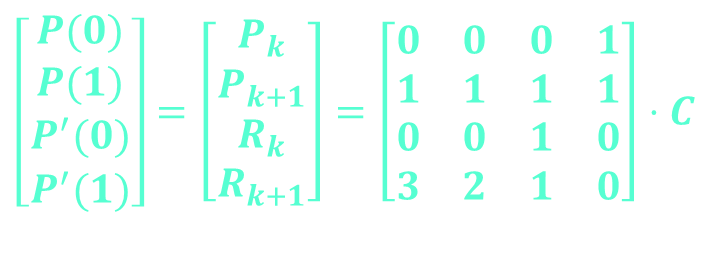 [P(0) P(1) P′(0) P′(1)] = [P_k P_{k+1} R_k R_{k+1}] = [0 0 0 1
1 1 1 1
0 0 1 0
3 2 1 0] · C